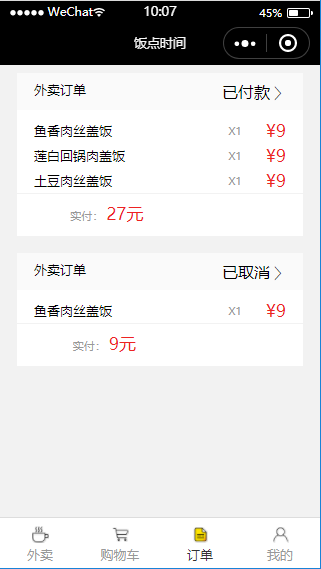 WeChat 10:07 45%
饭点时间
外卖订单 已付款
鱼香肉丝盖饭 X1 ¥9
莲白回锅肉盖饭 X1 ¥9
土豆肉丝盖饭 X1 ¥9
实付: 27元
外卖订单 已取消
鱼香肉丝盖饭 X1 ¥9
实付: 9元
外卖 购物车 订单 我的